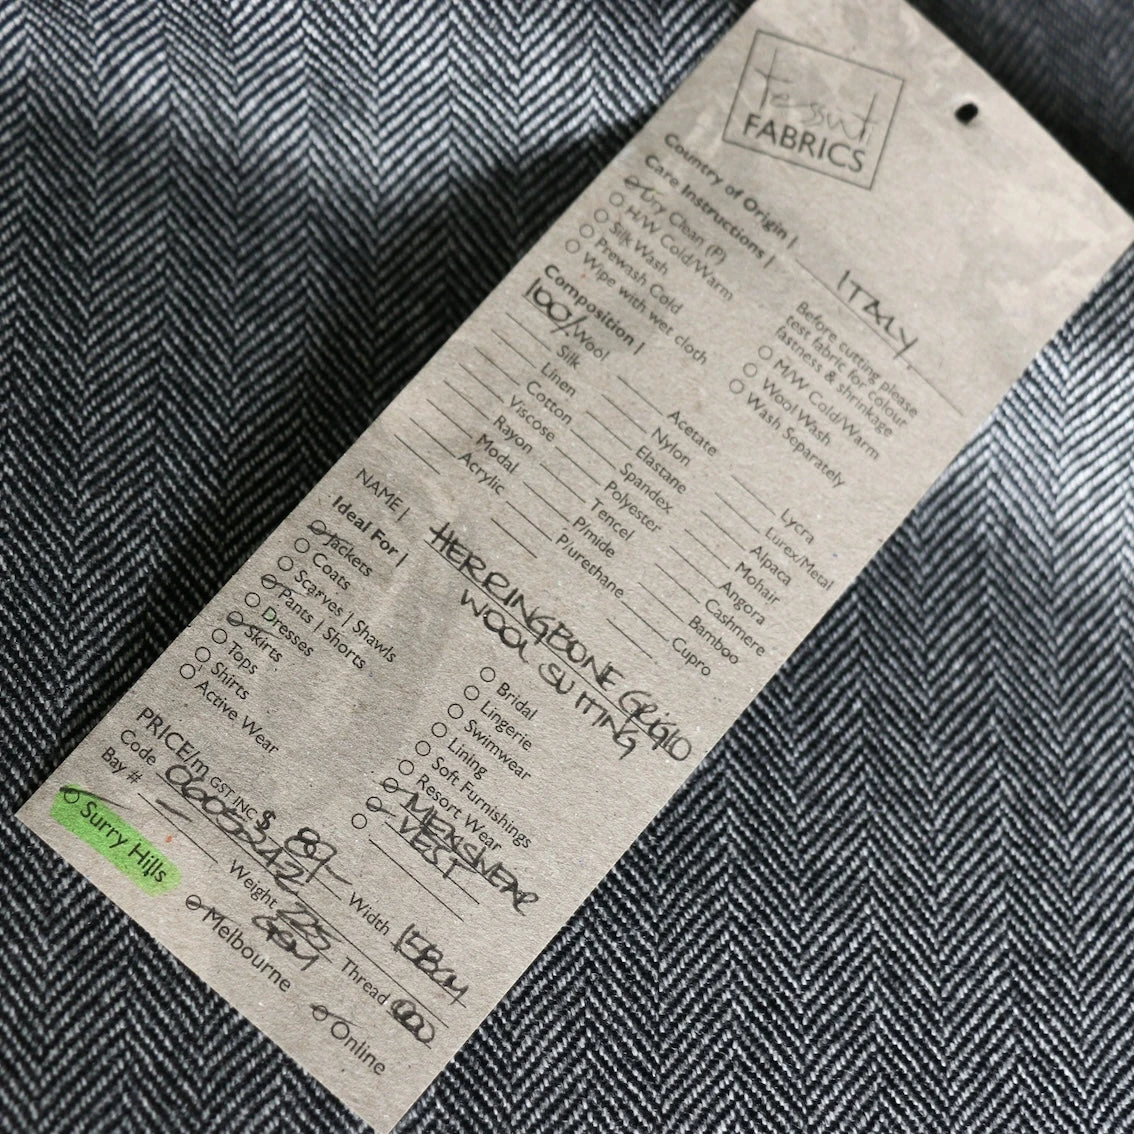 tessuti
FABRICS
Country of Origin | ITALY
Care Instructions |
Dry Clean (P)
H/W Cold/Warm
Silk Wash
Prewash Cold
Wipe with wet cloth
Before cutting please
test fabric for colour
fastness & shrinkage
M/W Cold/Warm
Wool Wash
Wash Separately
Composition |
100% Wool
Silk
Linen
Cotton
Viscose
Rayon
Modal
Acrylic
Acetate
Nylon
Elastane
Spandex
Polyester
Tencel
P/mide
P/urethane
Lycra
Lurex/Metal
Alpaca
Mohair
Angora
Cashmere
Bamboo
Cupro
NAME | HERRINGBONE GRIGIO
WOOL SUITING
Ideal For |
Jackets
Coats
Scarves | Shawls
Pants | Shorts
Dresses
Skirts
Tops
Shirts
Active Wear
Bridal
Lingerie
Swimwear
Lining
Soft Furnishings
Resort Wear
MENSWEAR
VEST
PRICE/m GST INC $ 89 Width 158cm
Code Weight Thread
Bay #
Surry Hills
Melbourne
Online